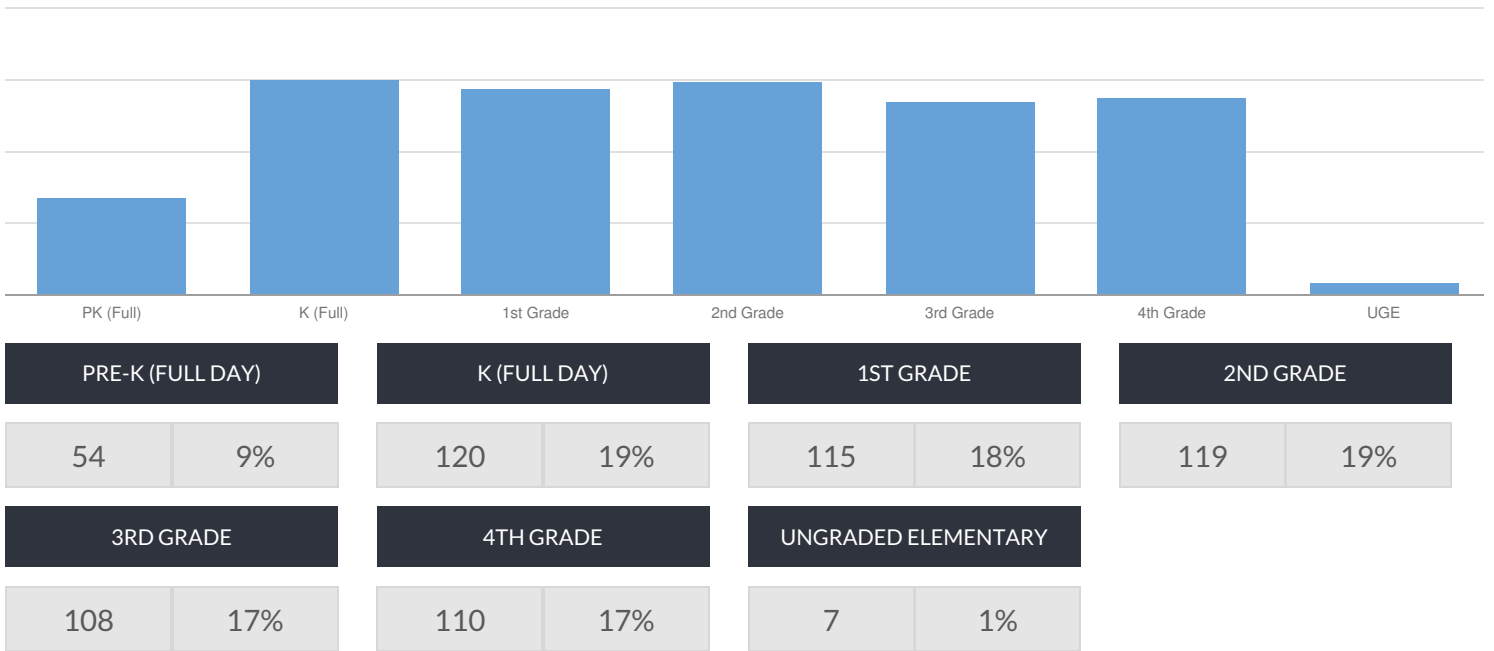 PK (Full) K (Full) 1st Grade 2nd Grade 3rd Grade 4th Grade UGE
PRE-K (FULL DAY) K (FULL DAY) 1ST GRADE 2ND GRADE
54 9% 120 19% 115 18% 119 19%
3RD GRADE 4TH GRADE UNGRADED ELEMENTARY
108 17% 110 17% 7 1%